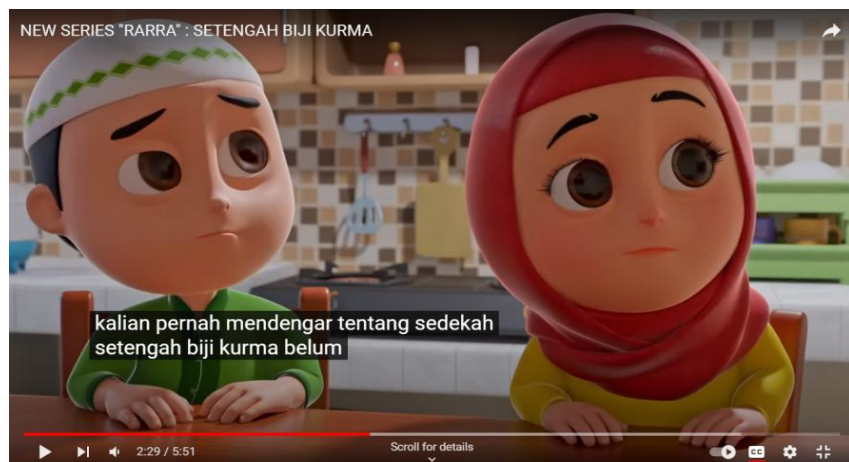 NEW SERIES "RARRA" : SETENGAH BIJI KURMA
kalian pernah mendengar tentang sedekah
setengah biji kurma belum
2:29 / 5:51
Scroll for details
CC